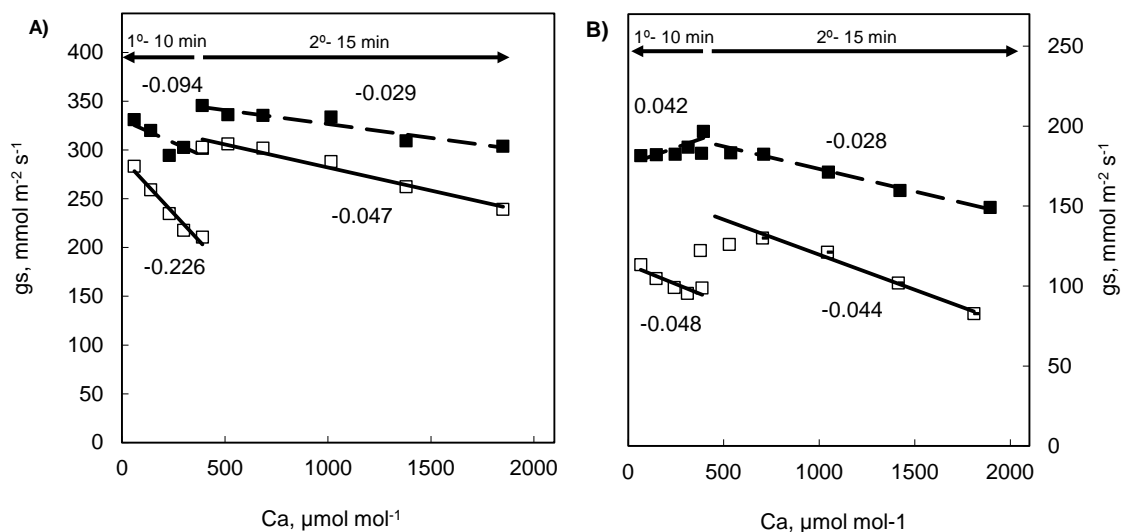 A)
1º- 10 min
2º- 15 min
-0.094
-0.029
-0.047
-0.226
400
350
300
250
200
150
100
50
0
0 500 1000 1500 2000
gs, mmol m⁻² s⁻¹
Ca, µmol mol⁻¹
B)
1º- 10 min
2º- 15 min
0.042
-0.028
-0.044
-0.048
250
200
150
100
50
0
0 500 1000 1500 2000
gs, mmol m⁻² s⁻¹
Ca, µmol mol-1